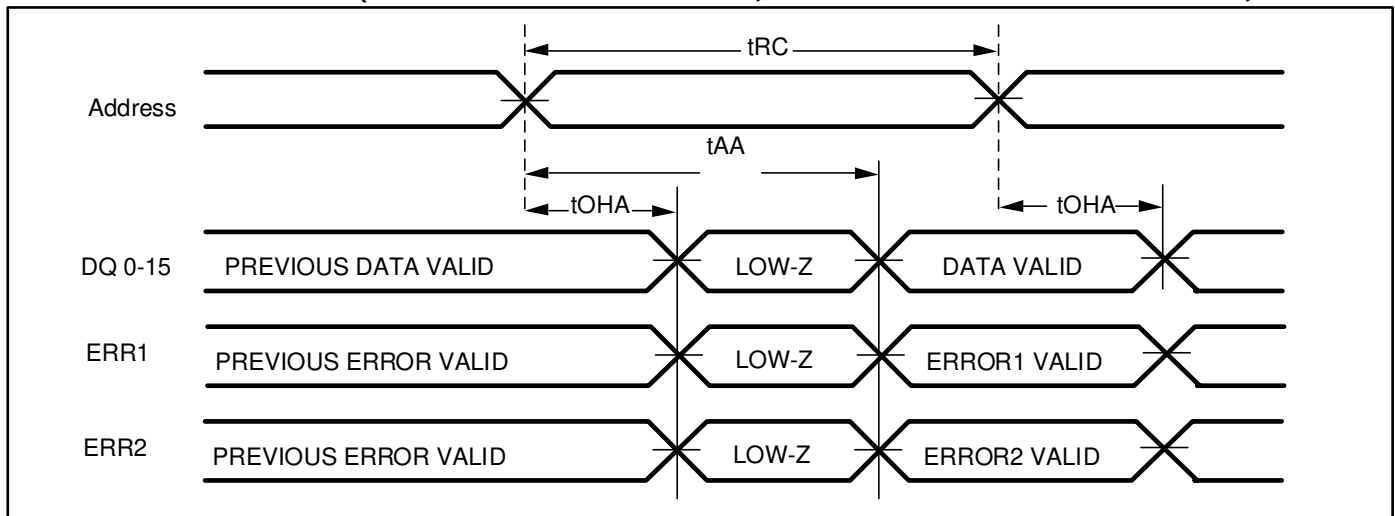 tRC
Address
tAA
tOHA tOHA
DQ 0-15 PREVIOUS DATA VALID LOW-Z DATA VALID
ERR1 PREVIOUS ERROR VALID LOW-Z ERROR1 VALID
ERR2 PREVIOUS ERROR VALID LOW-Z ERROR2 VALID